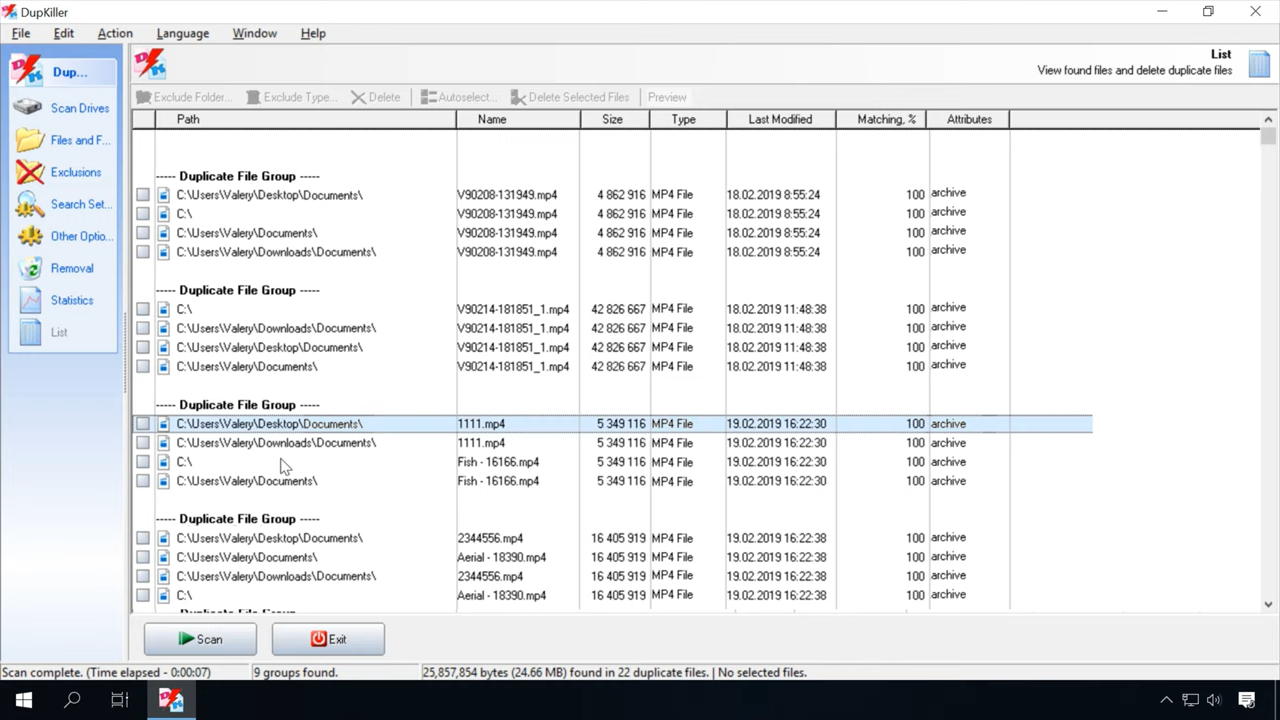 DupKiller
File Edit Action Language Window Help
Dup...
Scan Drives
Files and F...
Exclusions
Search Set...
Other Optio...
Removal
Statistics
List
List
View found files and delete duplicate files
Exclude Folder... Exclude Type... Delete Autoselect... Delete Selected Files Preview
Path Name Size Type Last Modified Matching, % Attributes
----- Duplicate File Group -----
C:\Users\Valery\Desktop\Documents\ V90208-131949.mp4 4 862 916 MP4 File 18.02.2019 8:55:24 100 archive
C:\ V90208-131949.mp4 4 862 916 MP4 File 18.02.2019 8:55:24 100 archive
C:\Users\Valery\Documents\ V90208-131949.mp4 4 862 916 MP4 File 18.02.2019 8:55:24 100 archive
C:\Users\Valery\Downloads\Documents\ V90208-131949.mp4 4 862 916 MP4 File 18.02.2019 8:55:24 100 archive
----- Duplicate File Group -----
C:\ V90214-181851_1.mp4 42 826 667 MP4 File 18.02.2019 11:48:38 100 archive
C:\Users\Valery\Downloads\Documents\ V90214-181851_1.mp4 42 826 667 MP4 File 18.02.2019 11:48:38 100 archive
C:\Users\Valery\Desktop\Documents\ V90214-181851_1.mp4 42 826 667 MP4 File 18.02.2019 11:48:38 100 archive
C:\Users\Valery\Documents\ V90214-181851_1.mp4 42 826 667 MP4 File 18.02.2019 11:48:38 100 archive
----- Duplicate File Group -----
C:\Users\Valery\Desktop\Documents\ 1111.mp4 5 349 116 MP4 File 19.02.2019 16:22:30 100 archive
C:\Users\Valery\Downloads\Documents\ 1111.mp4 5 349 116 MP4 File 19.02.2019 16:22:30 100 archive
C:\ Fish - 16166.mp4 5 349 116 MP4 File 19.02.2019 16:22:30 100 archive
C:\Users\Valery\Documents\ Fish - 16166.mp4 5 349 116 MP4 File 19.02.2019 16:22:30 100 archive
----- Duplicate File Group -----
C:\Users\Valery\Desktop\Documents\ 2344556.mp4 16 405 919 MP4 File 19.02.2019 16:22:38 100 archive
C:\Users\Valery\Documents\ Aerial - 18390.mp4 16 405 919 MP4 File 19.02.2019 16:22:38 100 archive
C:\Users\Valery\Downloads\Documents\ 2344556.mp4 16 405 919 MP4 File 19.02.2019 16:22:38 100 archive
C:\ Aerial - 18390.mp4 16 405 919 MP4 File 19.02.2019 16:22:38 100 archive
----- Duplicate File Group -----
Scan Exit
Scan complete. (Time elapsed - 0:00:07) 9 groups found. 25,857,854 bytes (24.66 MB) found in 22 duplicate files. | No selected files.